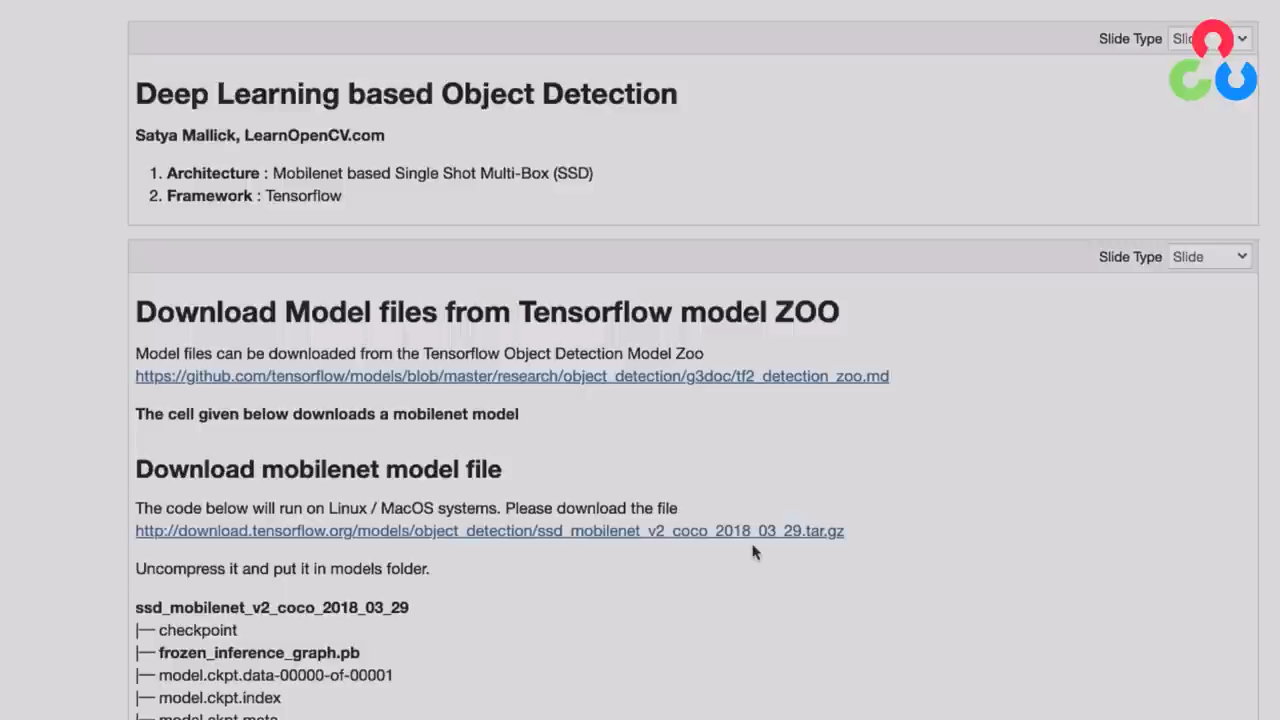 Slide Type
Deep Learning based Object Detection
Satya Mallick, LearnOpenCV.com
1. Architecture : Mobilenet based Single Shot Multi-Box (SSD)
2. Framework : Tensorflow
Slide Type Slide
Download Model files from Tensorflow model ZOO
Model files can be downloaded from the Tensorflow Object Detection Model Zoo
https://github.com/tensorflow/models/blob/master/research/object_detection/g3doc/tf2_detection_zoo.md
The cell given below downloads a mobilenet model
Download mobilenet model file
The code below will run on Linux / MacOS systems. Please download the file
http://download.tensorflow.org/models/object_detection/ssd_mobilenet_v2_coco_2018_03_29.tar.gz
Uncompress it and put it in models folder.
ssd_mobilenet_v2_coco_2018_03_29
|— checkpoint
|— frozen_inference_graph.pb
|— model.ckpt.data-00000-of-00001
|— model.ckpt.index
|— model.ckpt.meta